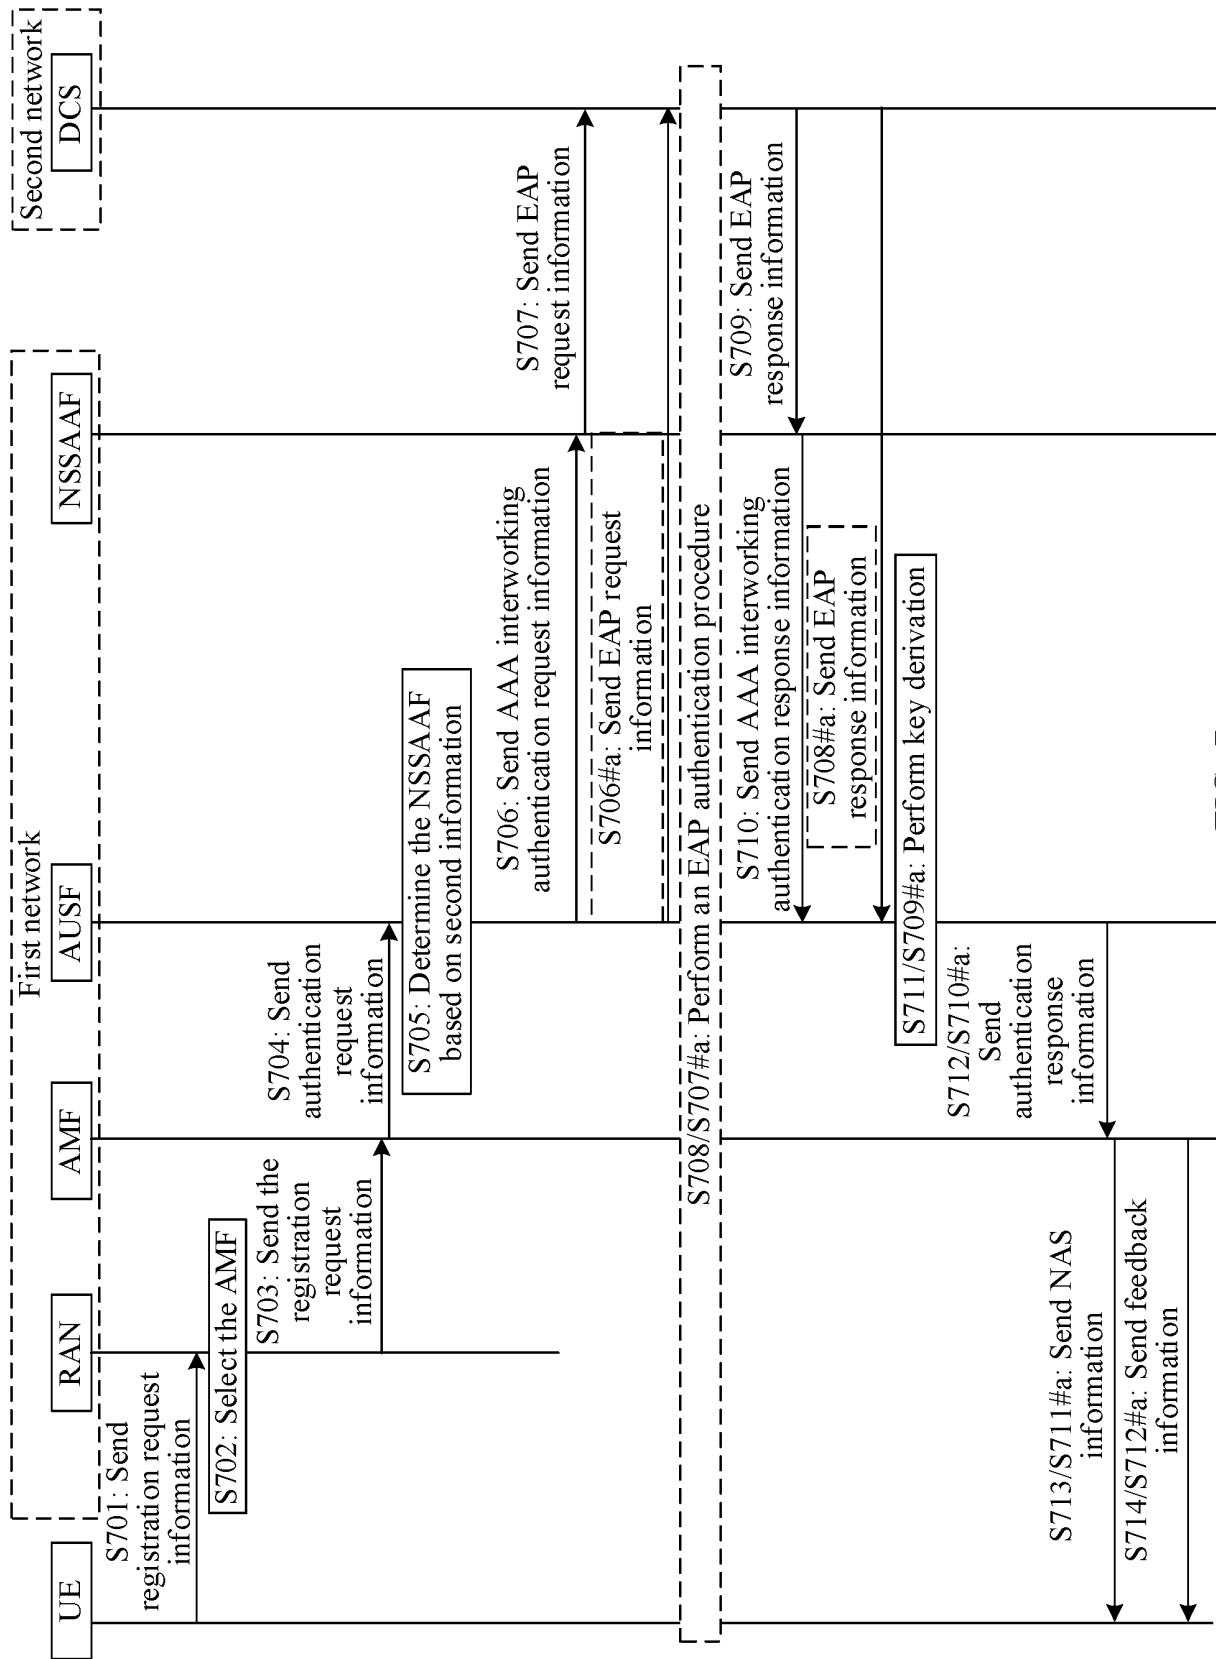 First network
Second network
UE
RAN
AMF
AUSF
NSSAAF
DCS
S701: Send
registration request
information
S702: Select the AMF
S703: Send the
registration
request
information
S704: Send
authentication
request
information
S705: Determine the NSSAAF
based on second information
S706: Send AAA interworking
authentication request information
S707: Send EAP
request information
S706#a: Send EAP request
information
S708/S707#a: Perform an EAP authentication procedure
S709: Send EAP
response information
S710: Send AAA interworking
authentication response information
S708#a: Send EAP
response information
S711/S709#a: Perform key derivation
S712/S710#a:
Send
authentication
response
information
S713/S711#a: Send NAS
information
S714/S712#a: Send feedback
information